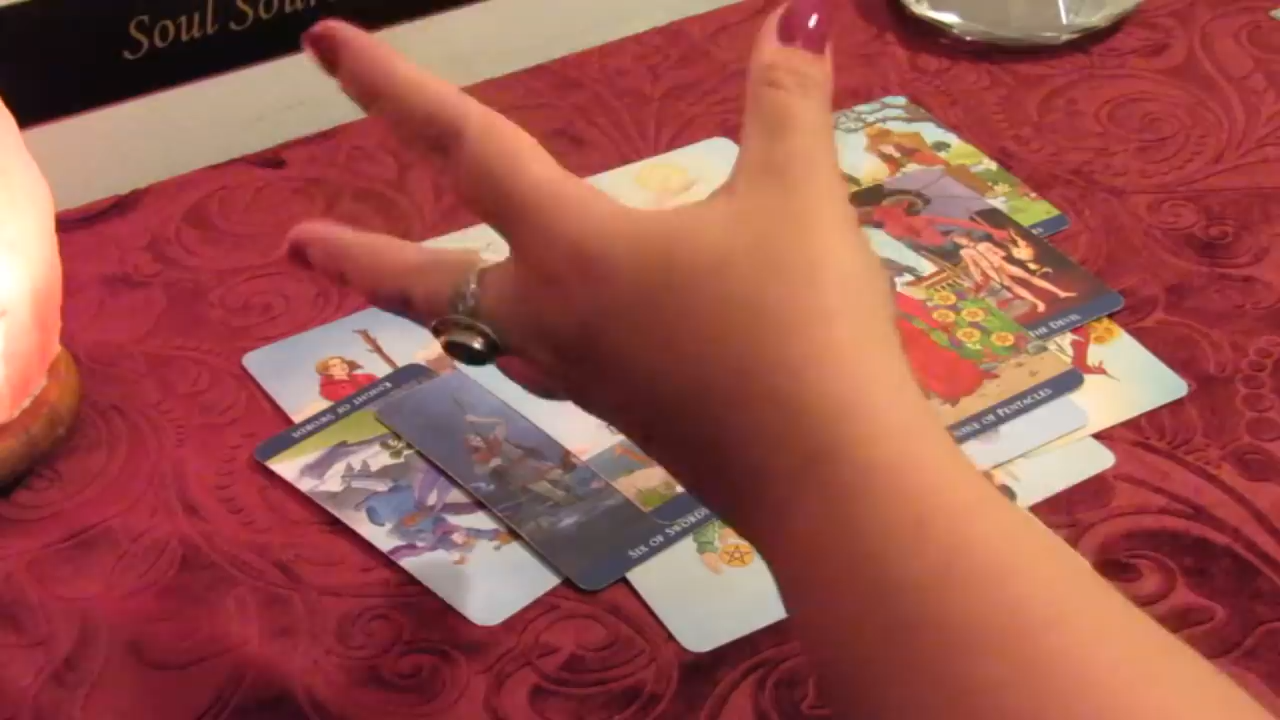 Soul Sour
THE DEVIL
NINE OF PENTACLES
KNIGHT OF SWORDS
SIX OF SWORDS